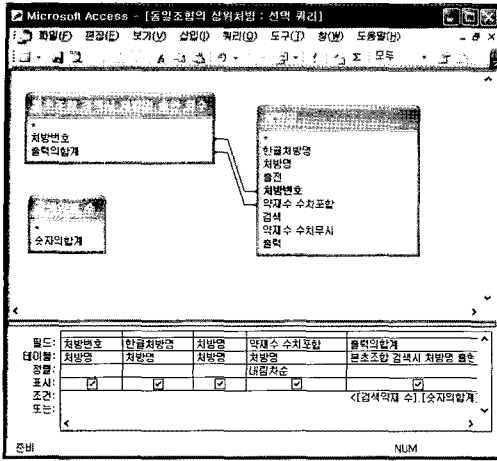 Microsoft Access - [동일조합의 상위처방 : 선택 쿼리]
파일(F) 편집(E) 보기(V) 삽입(I) 쿼리(Q) 도구(T) 창(W) 도움말(H)
모두
*
처방번호
출력의합계
*
숫자의합계
*
한글처방명
처방명
출전
처방번호
약재수 수치포함
검색
약재수 수치무시
출력
필드: 처방번호 한글처방명 처방명 약재수 수치포함 출력의합계
테이블: 처방명 처방명 처방명 처방명 본초조합 검색시 처방명 출현
정렬: 내림차순
표시:
조건: <[검색약재 수].[숫자의합계]
또는:
준비 NUM